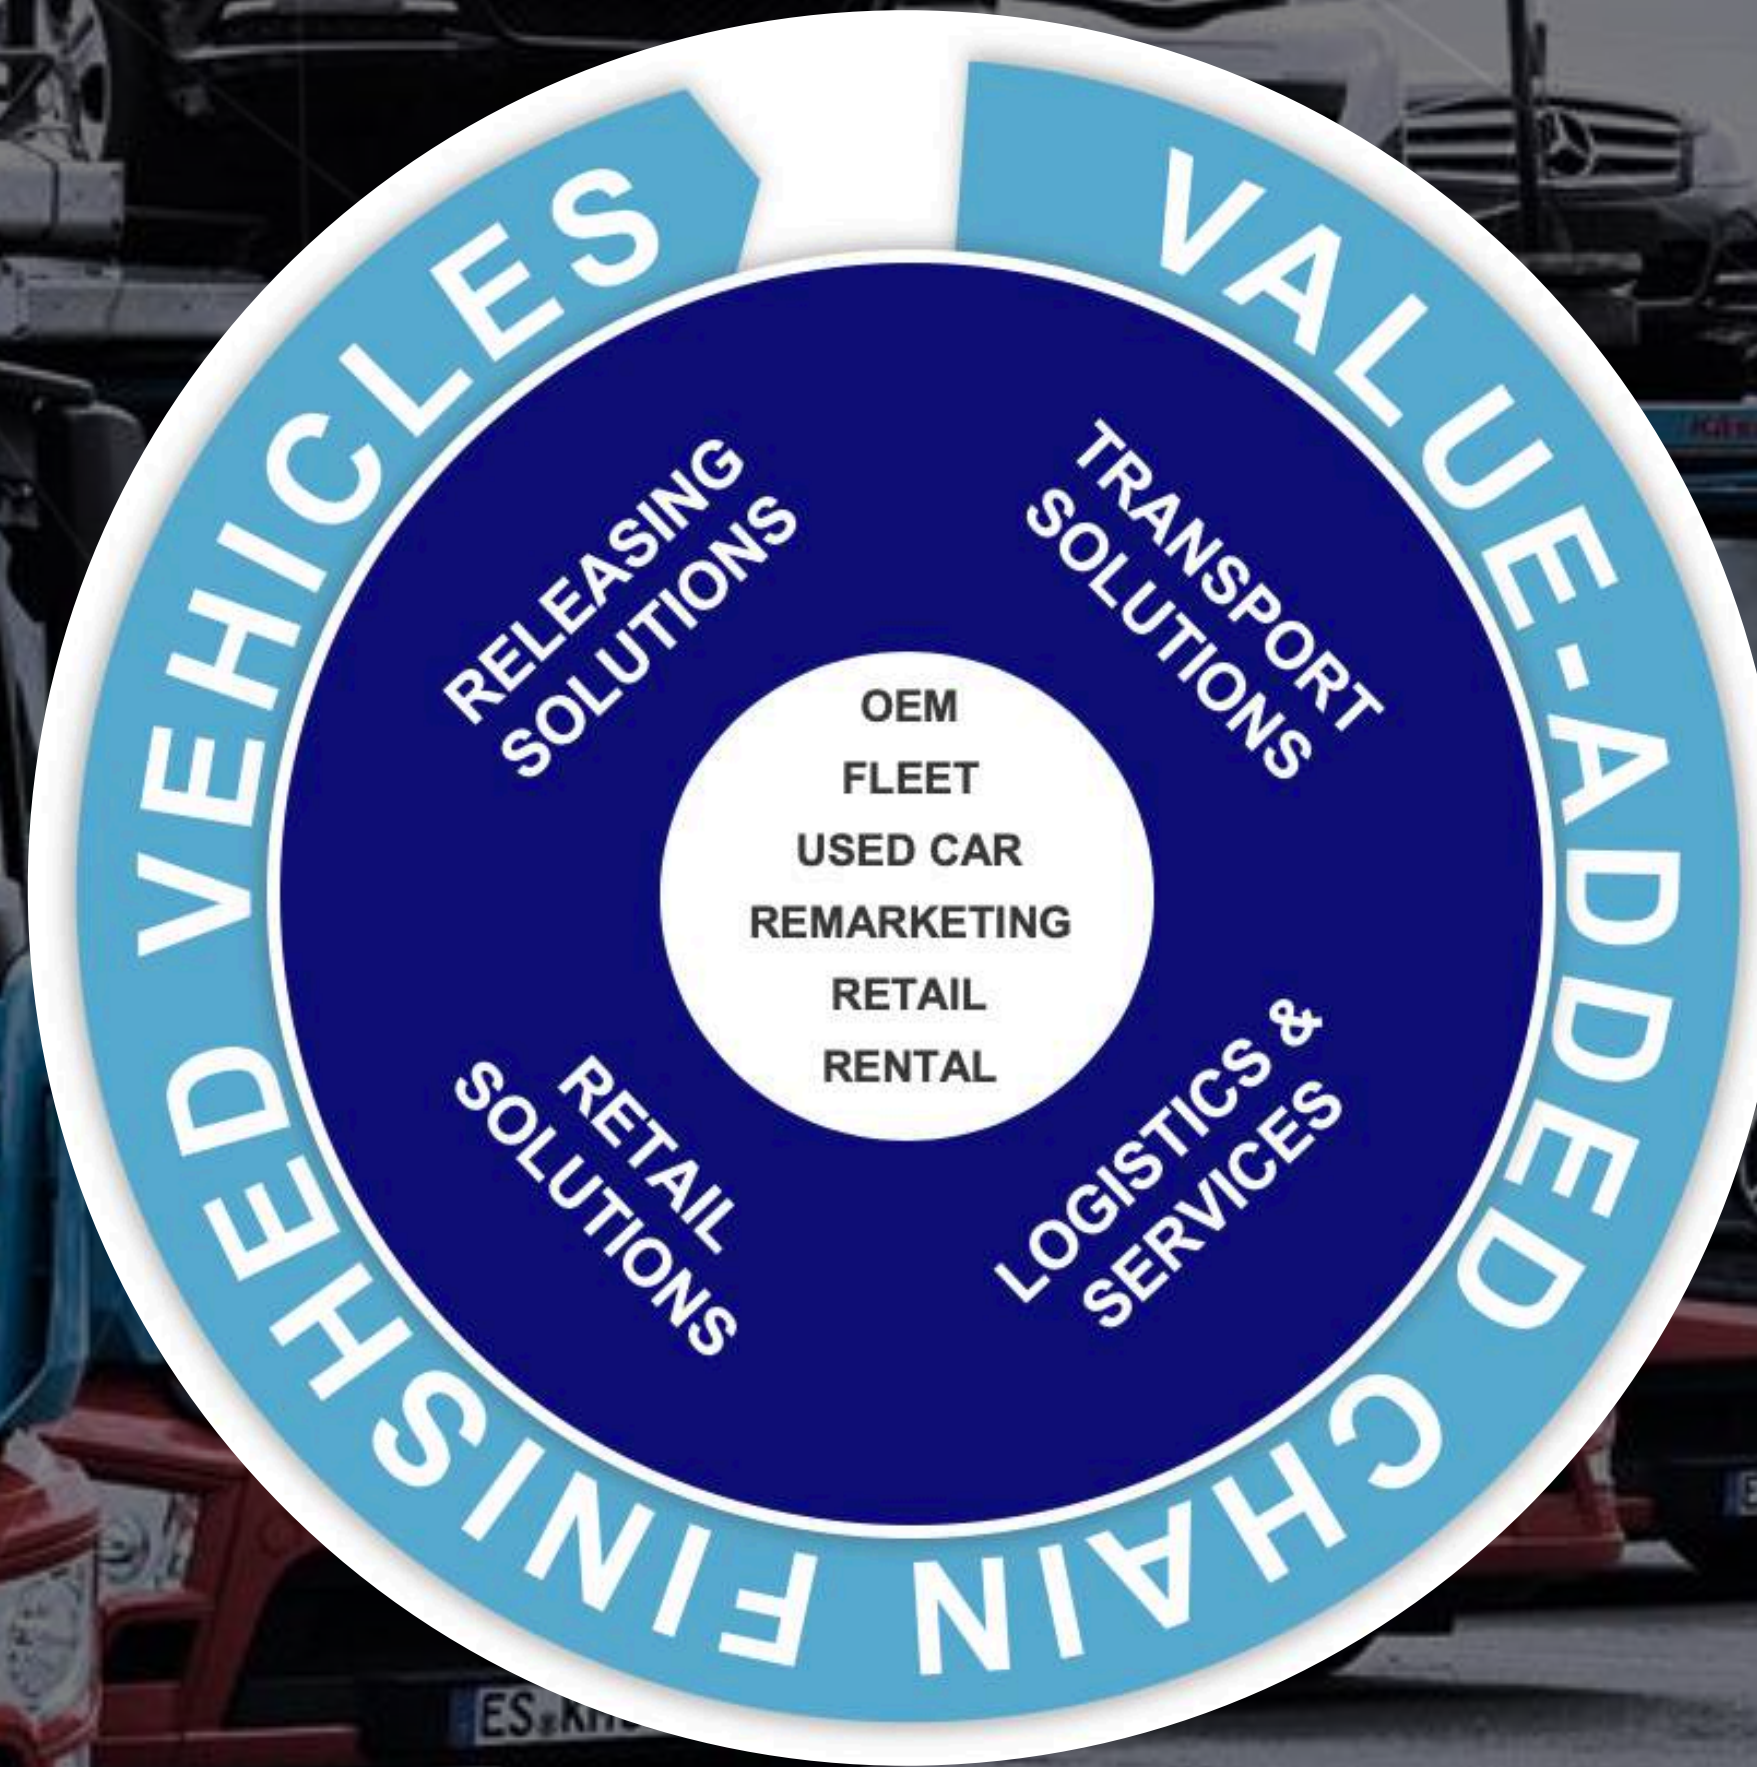 VALUE-ADDED CHAIN FINISHED VEHICLES
RELEASING
SOLUTIONS
TRANSPORT
SOLUTIONS
OEM
FLEET
USED CAR
REMARKETING
RETAIL
RENTAL
RETAIL
SOLUTIONS
LOGISTICS &
SERVICES